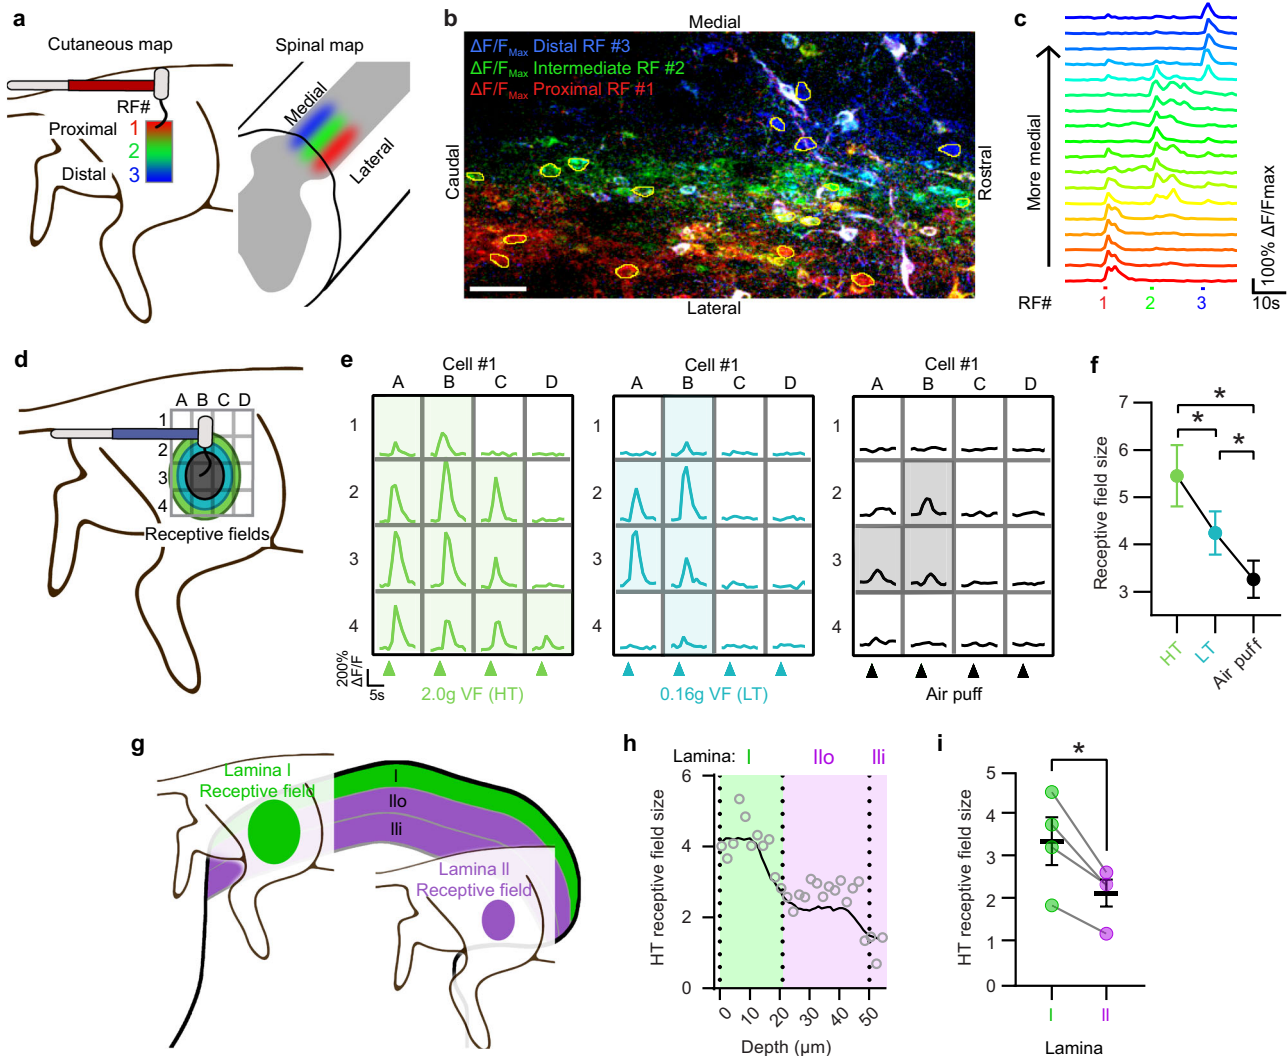 a
Cutaneous map
Spinal map
RF#
Proximal
1
2
Distal
3
Medial
Lateral
b
Medial
ΔF/FMax Distal RF #3
ΔF/FMax Intermediate RF #2
ΔF/FMax Proximal RF #1
Caudal
Rostral
Lateral
c
More medial
100% ΔF/Fmax
RF#
1
2
3
10s
d
A B C D
1
2
3
4
Receptive fields
e
Cell #1
A B C D
1
2
3
4
200% ΔF/F
5s
2.0g VF (HT)
Cell #1
A B C D
1
2
3
4
0.16g VF (LT)
Cell #1
A B C D
1
2
3
4
Air puff
f
Receptive field size
7
6
5
4
3
*
*
*
HT
LT
Air puff
g
Lamina I
Receptive field
I
IIo
IIi
Lamina II
Receptive field
h
Lamina: I IIo IIi
HT receptive field size
6
4
2
0
0 10 20 30 40 50
Depth (μm)
i
*
HT receptive field size
5
4
3
2
1
0
I
II
Lamina